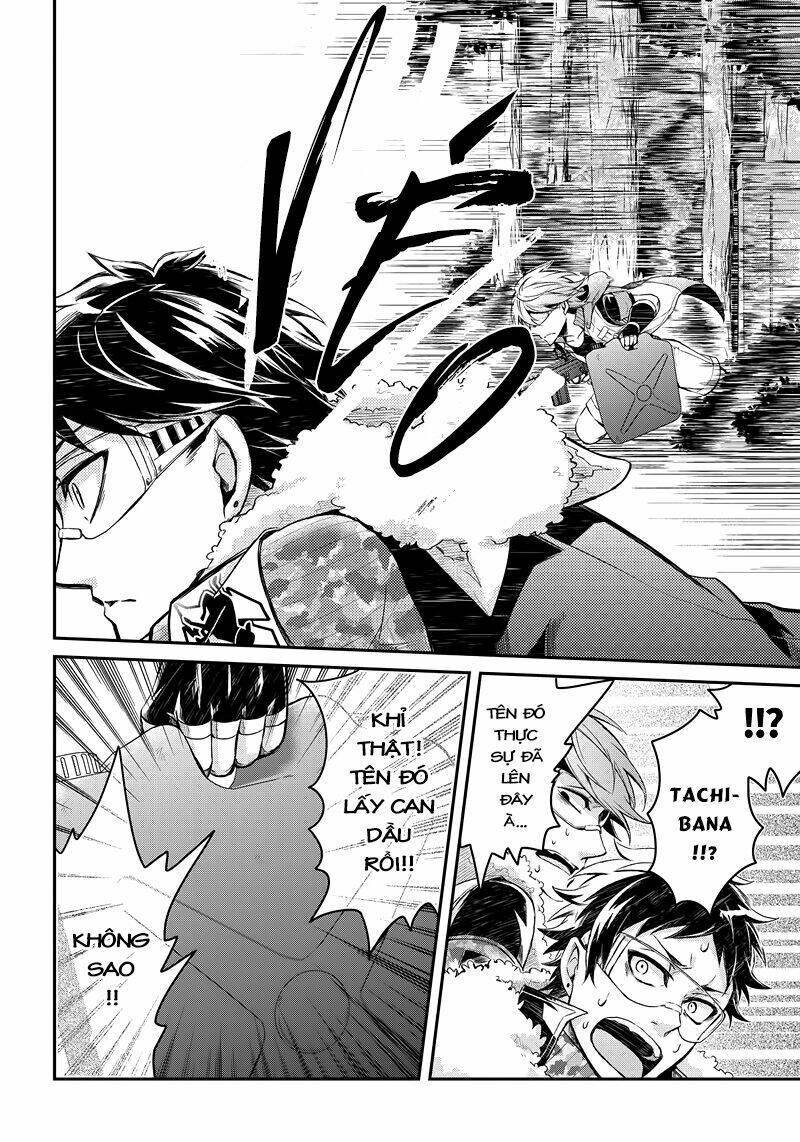 VÉO
!!?
TACHI-
BANA
!!?
TÊN ĐÓ
THỰC
SỰ ĐÃ
LÊN
ĐÂY
À...
KHỈ
THẬT!
TÊN ĐÓ
LẤY CAN
DẦU
RỒI!!
KHÔNG
SAO
!!